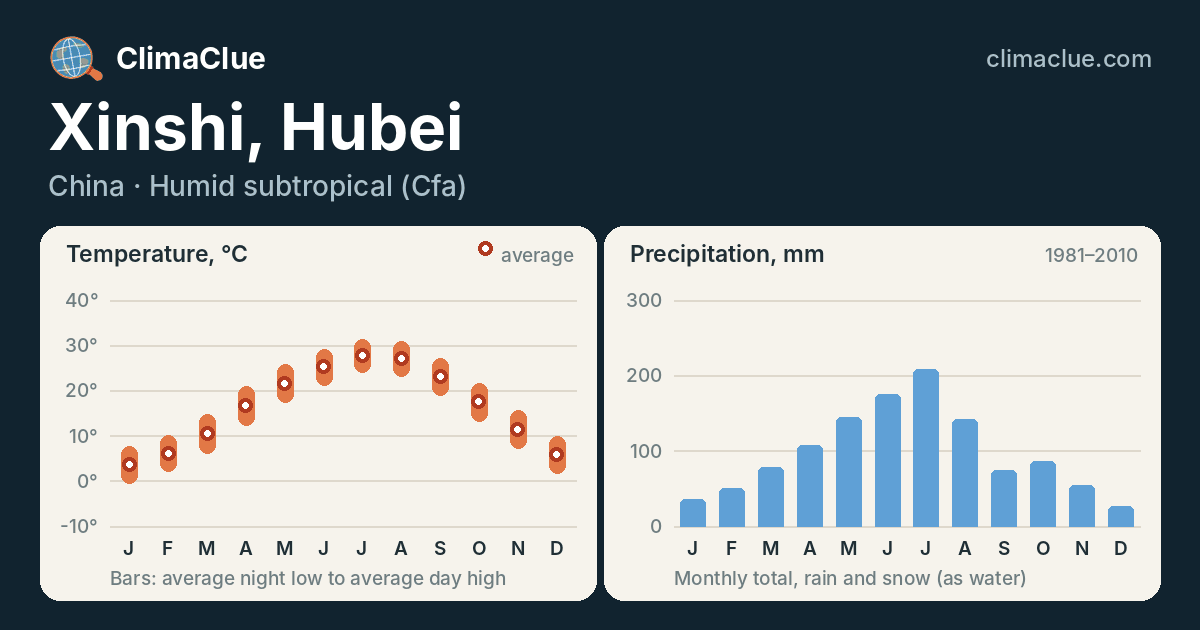 ClimaClue
climaclue.com
Xinshi, Hubei
China · Humid subtropical (Cfa)
Temperature, °C
average
40°
30°
20°
10°
0°
-10°
J F M A M J J A S O N D
Bars: average night low to average day high
Precipitation, mm
1981–2010
300
200
100
0
J F M A M J J A S O N D
Monthly total, rain and snow (as water)